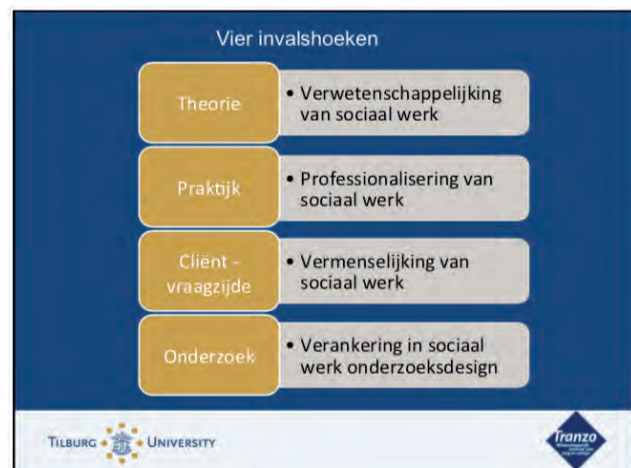 Vier invalshoeken
Theorie
• Verwetenschappelijking
van sociaal werk
Praktijk
• Professionalisering van
sociaal werk
Cliënt -
vraagzijde
• Vermenselijking van
sociaal werk
Onderzoek
• Verankering in sociaal
werk onderzoeksdesign
TILBURG UNIVERSITY
Tranzo